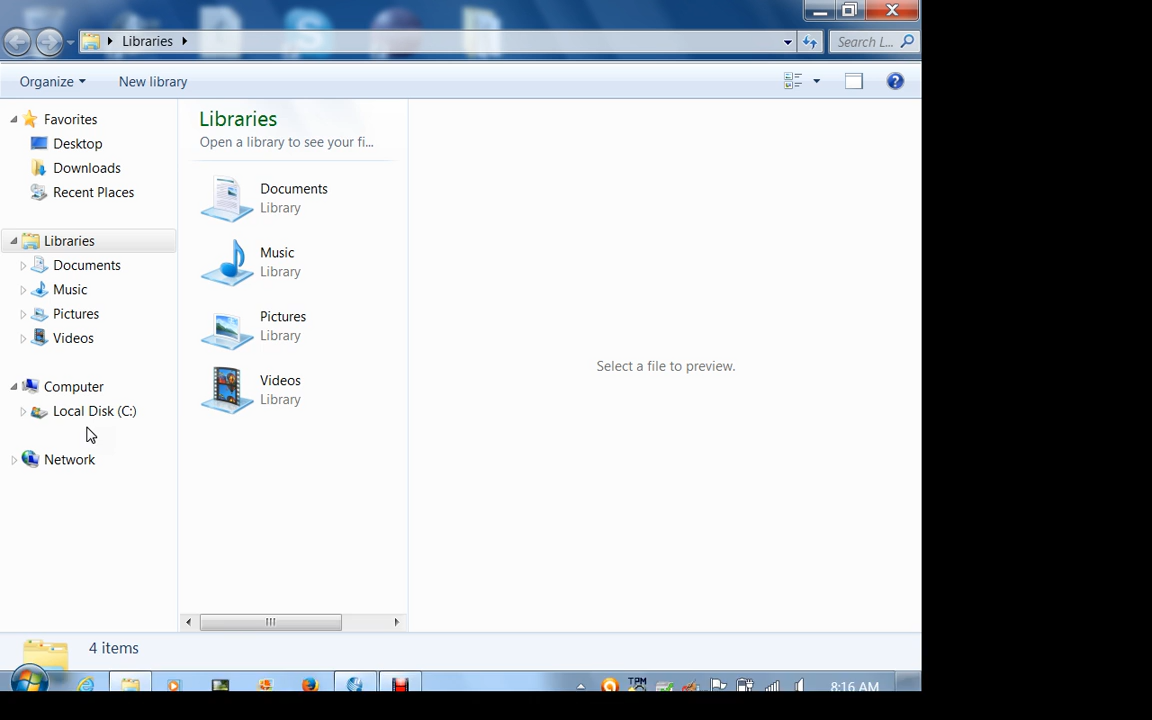 Libraries
Search L...
Organize
New library
Favorites
Desktop
Downloads
Recent Places
Libraries
Documents
Music
Pictures
Videos
Computer
Local Disk (C:)
Network
Libraries
Open a library to see your fi...
Documents
Library
Music
Library
Pictures
Library
Videos
Library
Select a file to preview.
4 items
TPM
8:16 AM